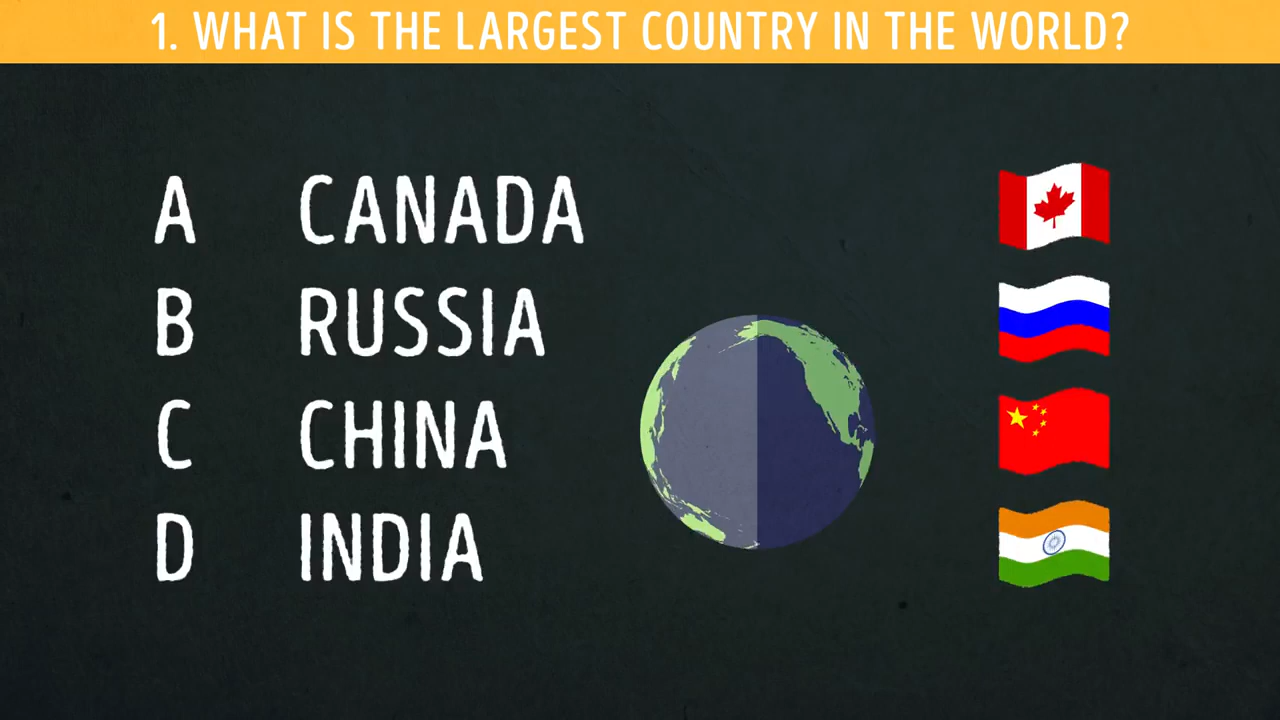 1. WHAT IS THE LARGEST COUNTRY IN THE WORLD?
A CANADA
B RUSSIA
C CHINA
D INDIA